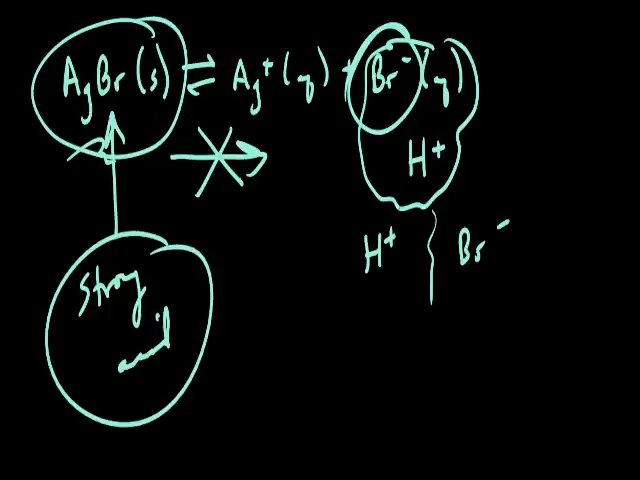 AgBr(s) ⇌ Ag⁺(aq) + Br⁻(aq)
H⁺
H⁺ Br⁻
Strong
acid